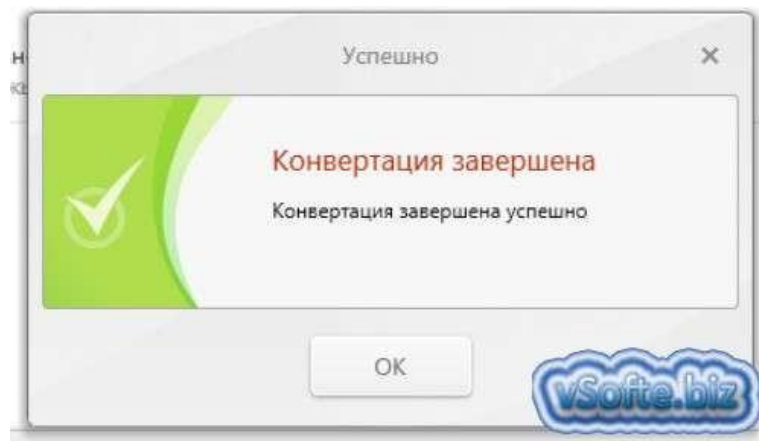 Успешно
Конвертация завершена
Конвертация завершена успешно
OK
vSofte.biz